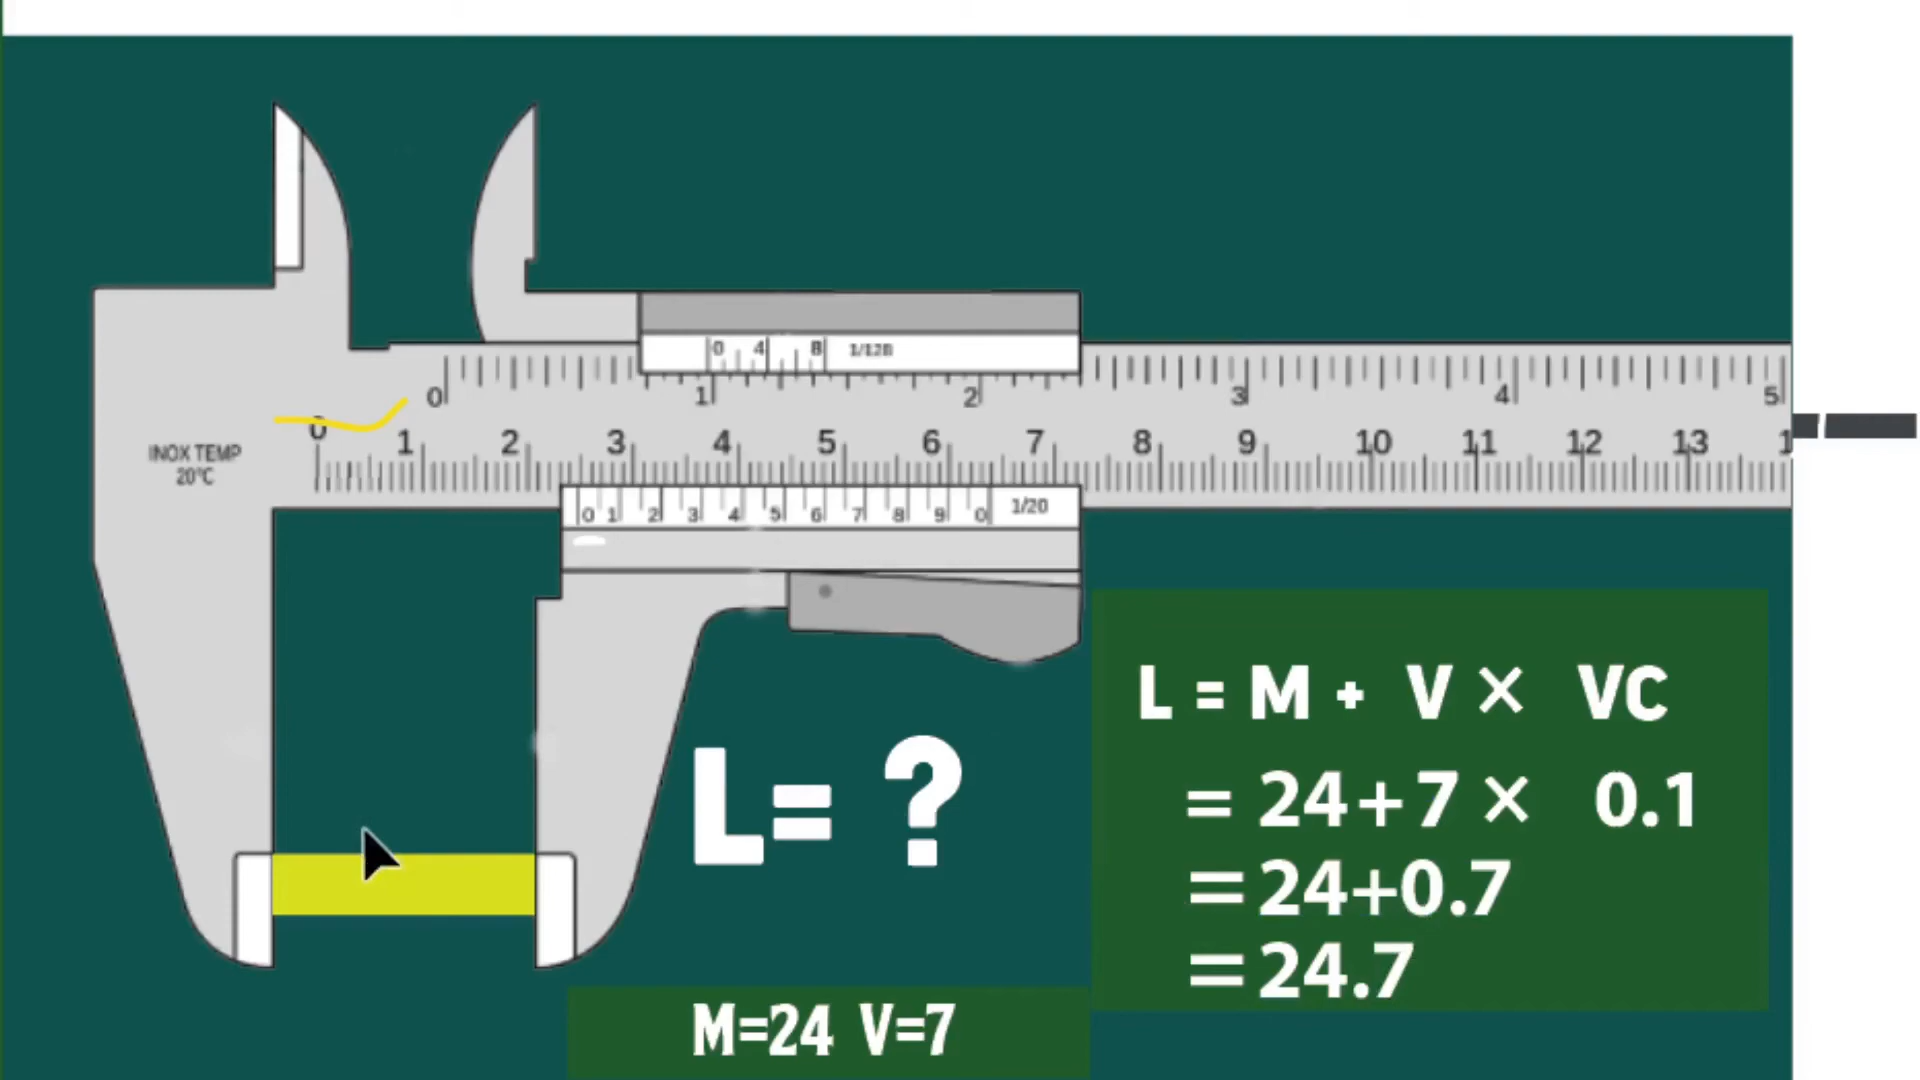 0 4 8 1/128
0 1 2 3 4 5
0 1 2 3 4 5 6 7 8 9 10 11 12 13 1
INOX TEMP
20°C
0 1 2 3 4 5 6 7 8 9 0 1/20
L = M + V × VC
L= ?
= 24+7 × 0.1
=24+0.7
=24.7
M=24 V=7